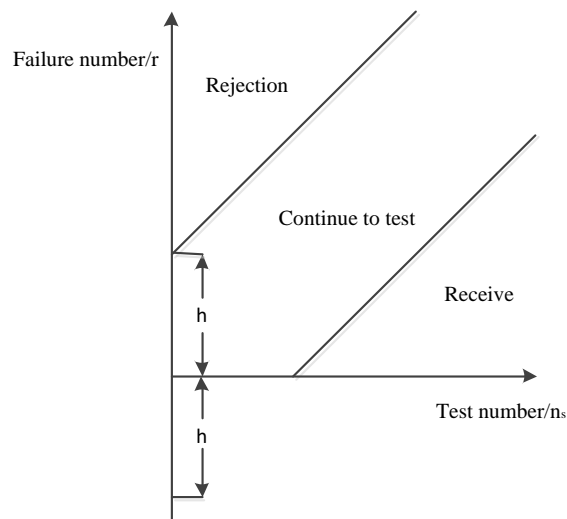 Failure number/r
Rejection
Continue to test
h
Receive
Test number/nₛ
h